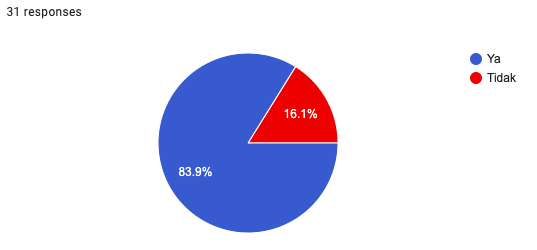 31 responses
Ya
Tidak
16.1%
83.9%